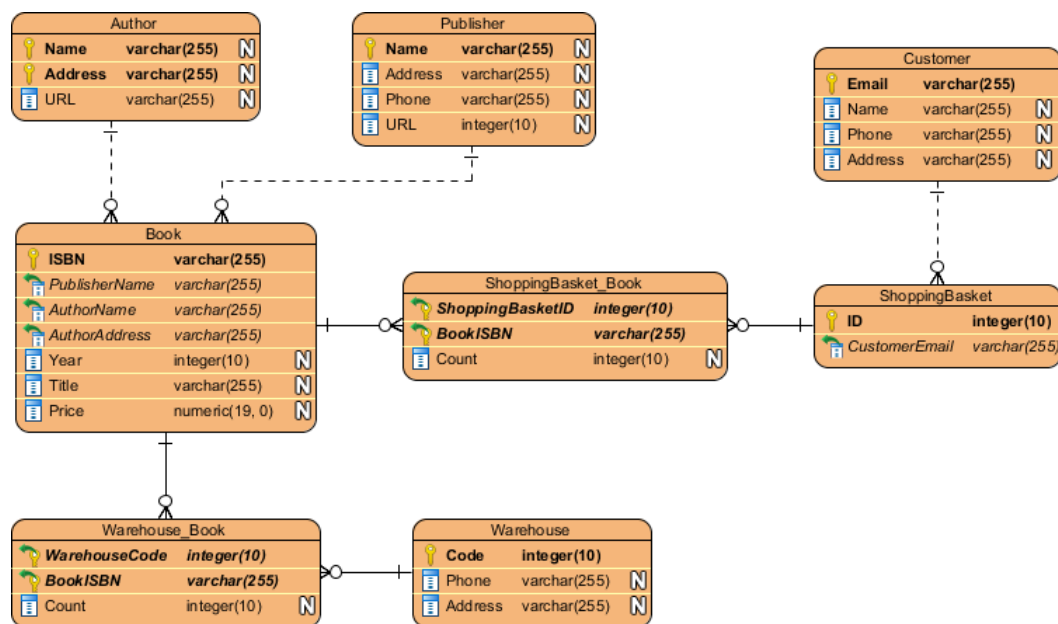 Author
Name varchar(255) N
Address varchar(255) N
URL varchar(255) N
Publisher
Name varchar(255) N
Address varchar(255) N
Phone varchar(255) N
URL integer(10) N
Customer
Email varchar(255)
Name varchar(255) N
Phone varchar(255) N
Address varchar(255) N
Book
ISBN varchar(255)
PublisherName varchar(255)
AuthorName varchar(255)
AuthorAddress varchar(255)
Year integer(10) N
Title varchar(255) N
Price numeric(19, 0) N
ShoppingBasket_Book
ShoppingBasketID integer(10)
BookISBN varchar(255)
Count integer(10) N
ShoppingBasket
ID integer(10)
CustomerEmail varchar(255)
Warehouse_Book
WarehouseCode integer(10)
BookISBN varchar(255)
Count integer(10) N
Warehouse
Code integer(10)
Phone varchar(255) N
Address varchar(255) N